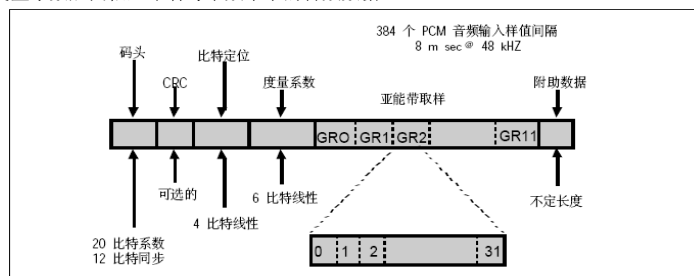 384 个 PCM 音频输入样值间隔
8 m sec @ 48 kHZ
码头
比特定位
CRC
度量系数
亚能带取样
附助数据
GR0
GR1
GR2
GR11
可选的
6 比特线性
4 比特线性
不定长度
20 比特系数
12 比特同步
0
1
2
31